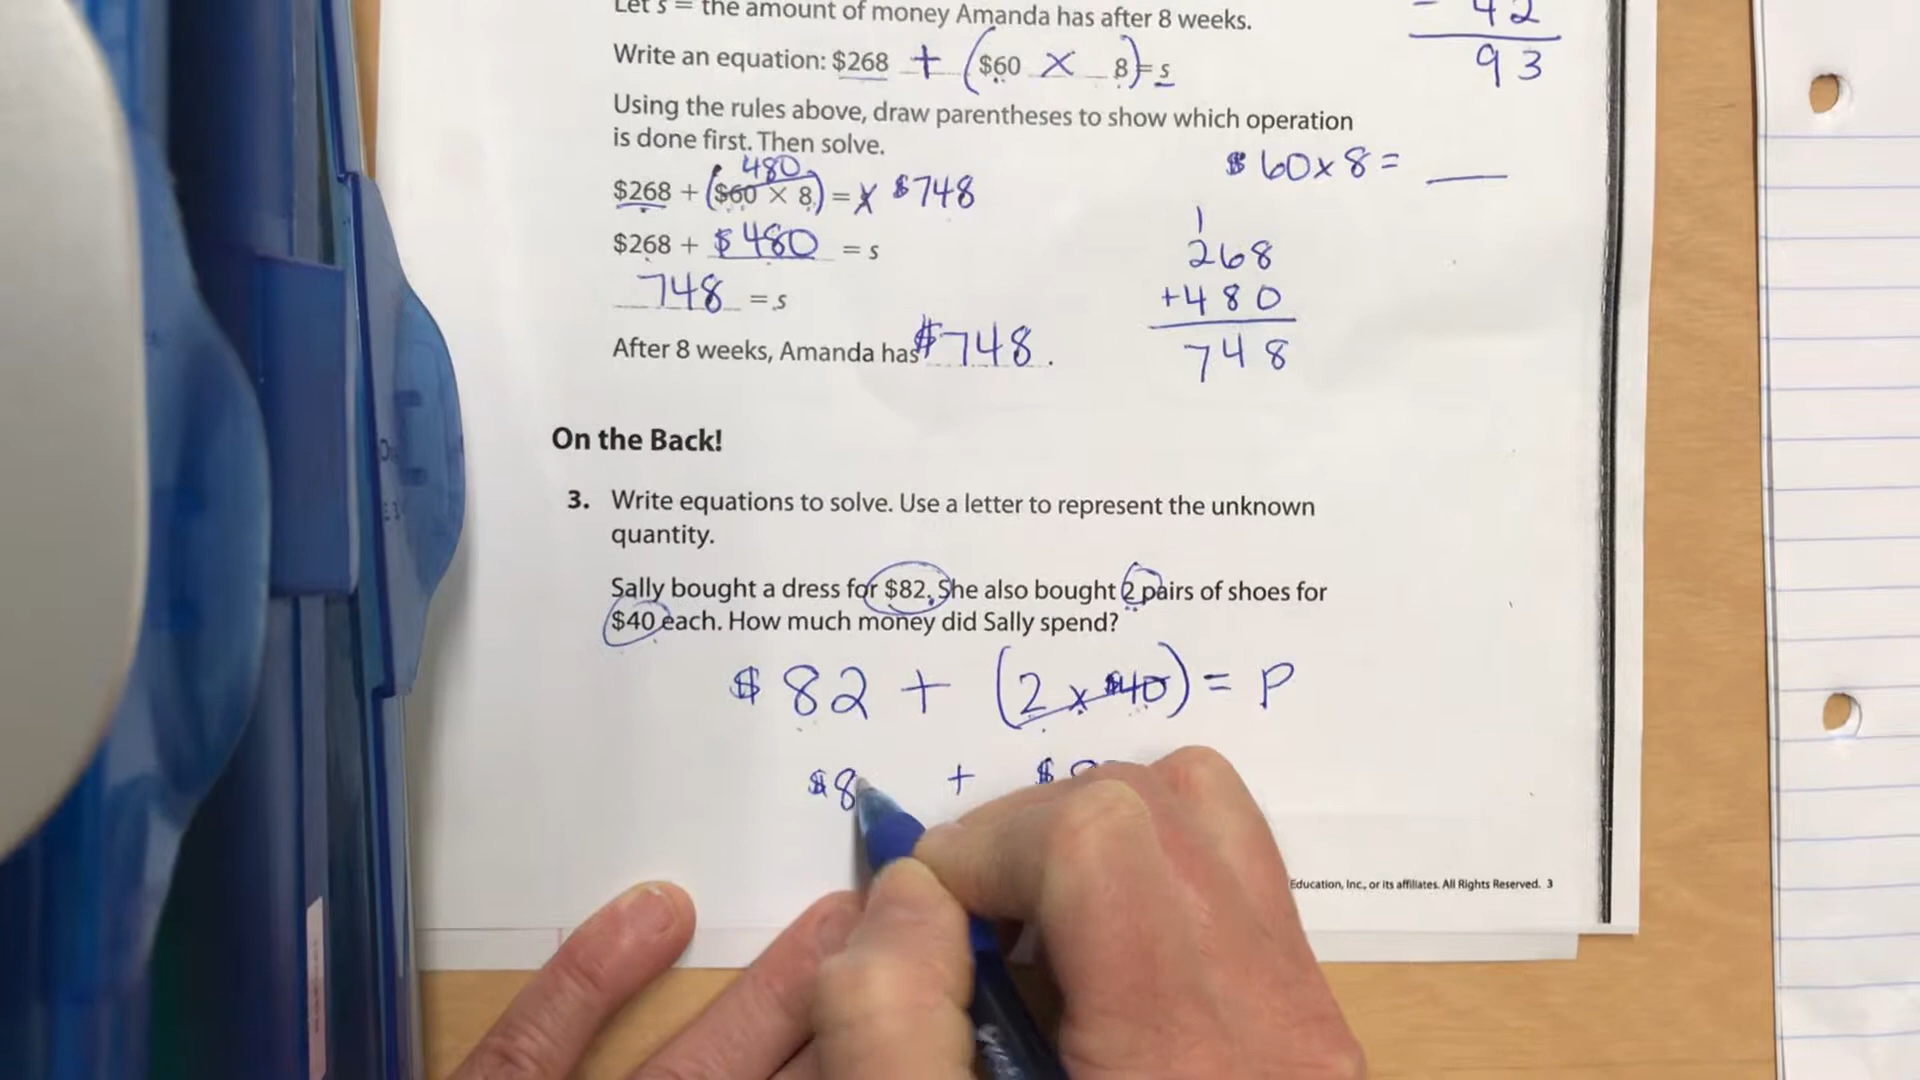 Let s = the amount of money Amanda has after 8 weeks.
- 42
93
Write an equation: $268 + ($60 × 8) = s
Using the rules above, draw parentheses to show which operation
is done first. Then solve.
$60 × 8 =
480
$268 + ($60 × 8) = $748
$268 + $480 = s
748 = s
After 8 weeks, Amanda has $748.
1
268
+480
748
On the Back!
3. Write equations to solve. Use a letter to represent the unknown
quantity.
Sally bought a dress for $82. She also bought 2 pairs of shoes for
$40 each. How much money did Sally spend?
$82 + (2 × $40) = P
$8 + $8
Education, Inc., or its affiliates. All Rights Reserved. 3